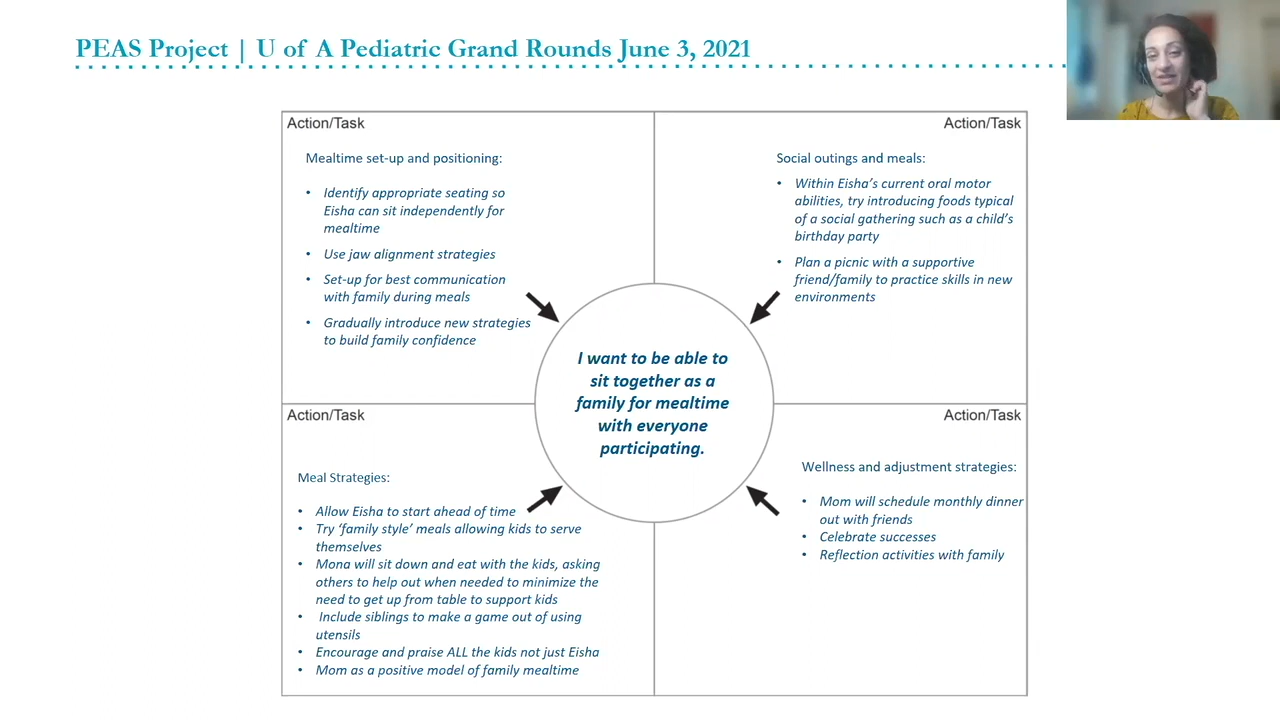 PEAS Project | U of A Pediatric Grand Rounds June 3, 2021
Action/Task
Mealtime set-up and positioning:
• Identify appropriate seating so
Eisha can sit independently for
mealtime
• Use jaw alignment strategies
• Set-up for best communication
with family during meals
• Gradually introduce new strategies
to build family confidence
Action/Task
Social outings and meals:
• Within Eisha's current oral motor
abilities, try introducing foods typical
of a social gathering such as a child's
birthday party
• Plan a picnic with a supportive
friend/family to practice skills in new
environments
I want to be able to
sit together as a
family for mealtime
with everyone
participating.
Action/Task
Meal Strategies:
• Allow Eisha to start ahead of time
• Try ‘family style’ meals allowing kids to serve
themselves
• Mona will sit down and eat with the kids, asking
others to help out when needed to minimize the
need to get up from table to support kids
• Include siblings to make a game out of using
utensils
• Encourage and praise ALL the kids not just Eisha
• Mom as a positive model of family mealtime
Action/Task
Wellness and adjustment strategies:
• Mom will schedule monthly dinner
out with friends
• Celebrate successes
• Reflection activities with family